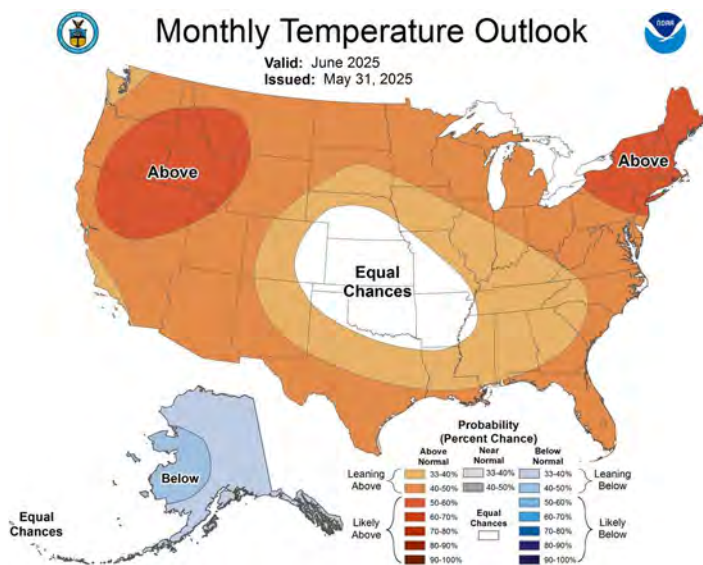 Monthly Temperature Outlook
Valid: June 2025
Issued: May 31, 2025
NOAA
Above
Above
Equal
Chances
Below
Equal
Chances
Probability
(Percent Chance)
Above
Normal
Near
Normal
Below
Normal
Leaning
Above
33-40%
33-40%
33-40%
Leaning
Below
40-50%
40-50%
40-50%
Likely
Above
50-60%
Equal
Chances
50-60%
Likely
Below
60-70%
60-70%
70-80%
70-80%
80-90%
80-90%
90-100%
90-100%